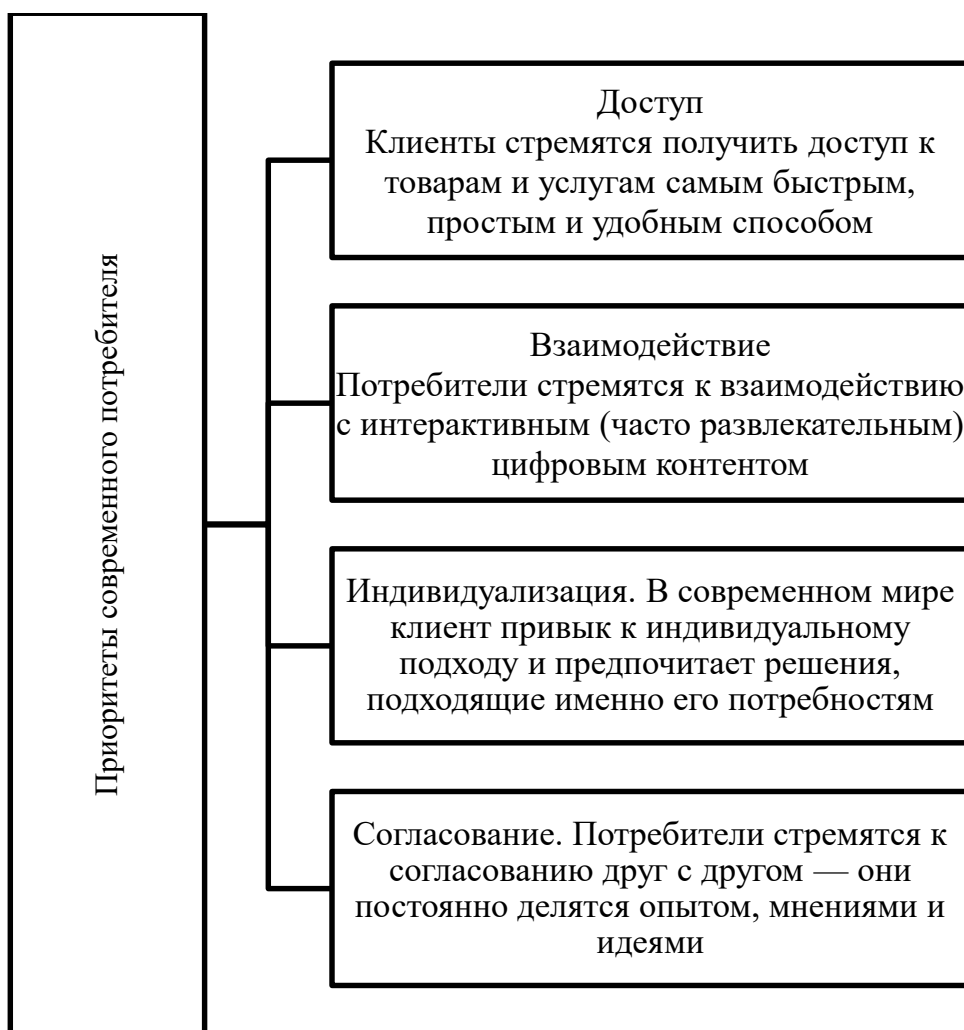 Приоритеты современного потребителя
Доступ
Клиенты стремятся получить доступ к
товарам и услугам самым быстрым,
простым и удобным способом
Взаимодействие
Потребители стремятся к взаимодействию
с интерактивным (часто развлекательным)
цифровым контентом
Индивидуализация. В современном мире
клиент привык к индивидуальному
подходу и предпочитает решения,
подходящие именно его потребностям
Согласование. Потребители стремятся к
согласованию друг с другом — они
постоянно делятся опытом, мнениями и
идеями